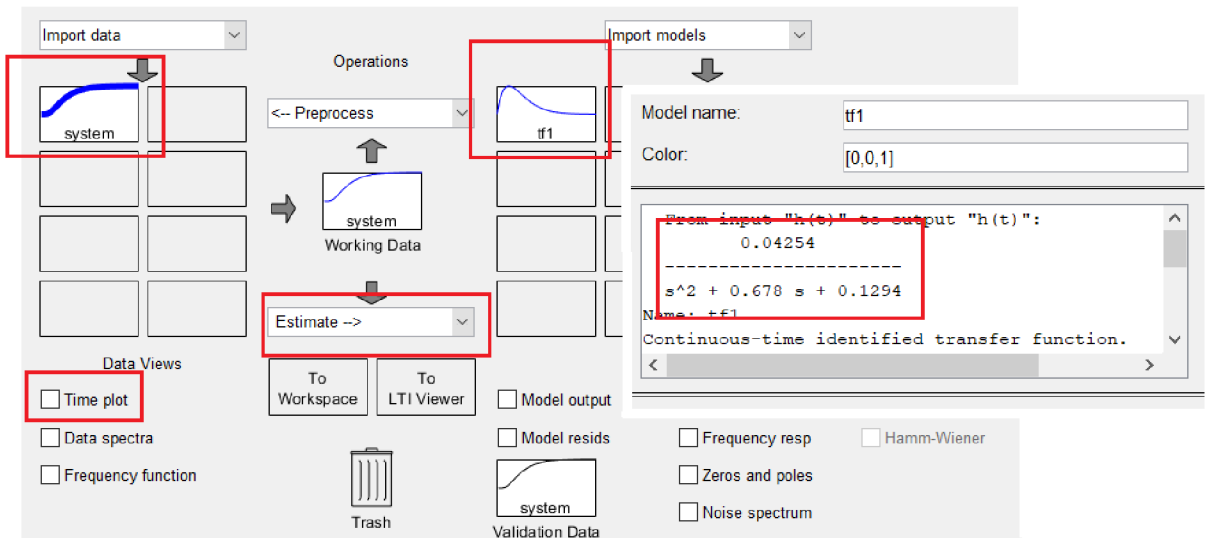 Import data
Import models
Operations
<-- Preprocess
system
tf1
system
Working Data
Estimate -->
Data Views
To Workspace
To LTI Viewer
Time plot
Data spectra
Frequency function
Trash
Model output
Model resids
system
Validation Data
Frequency resp
Hamm-Wiener
Zeros and poles
Noise spectrum
Model name:
tf1
Color:
[0,0,1]
From input "h(t)" to output "h(t)":
0.04254
----------------------
s^2 + 0.678 s + 0.1294
Name: tf1
Continuous-time identified transfer function.